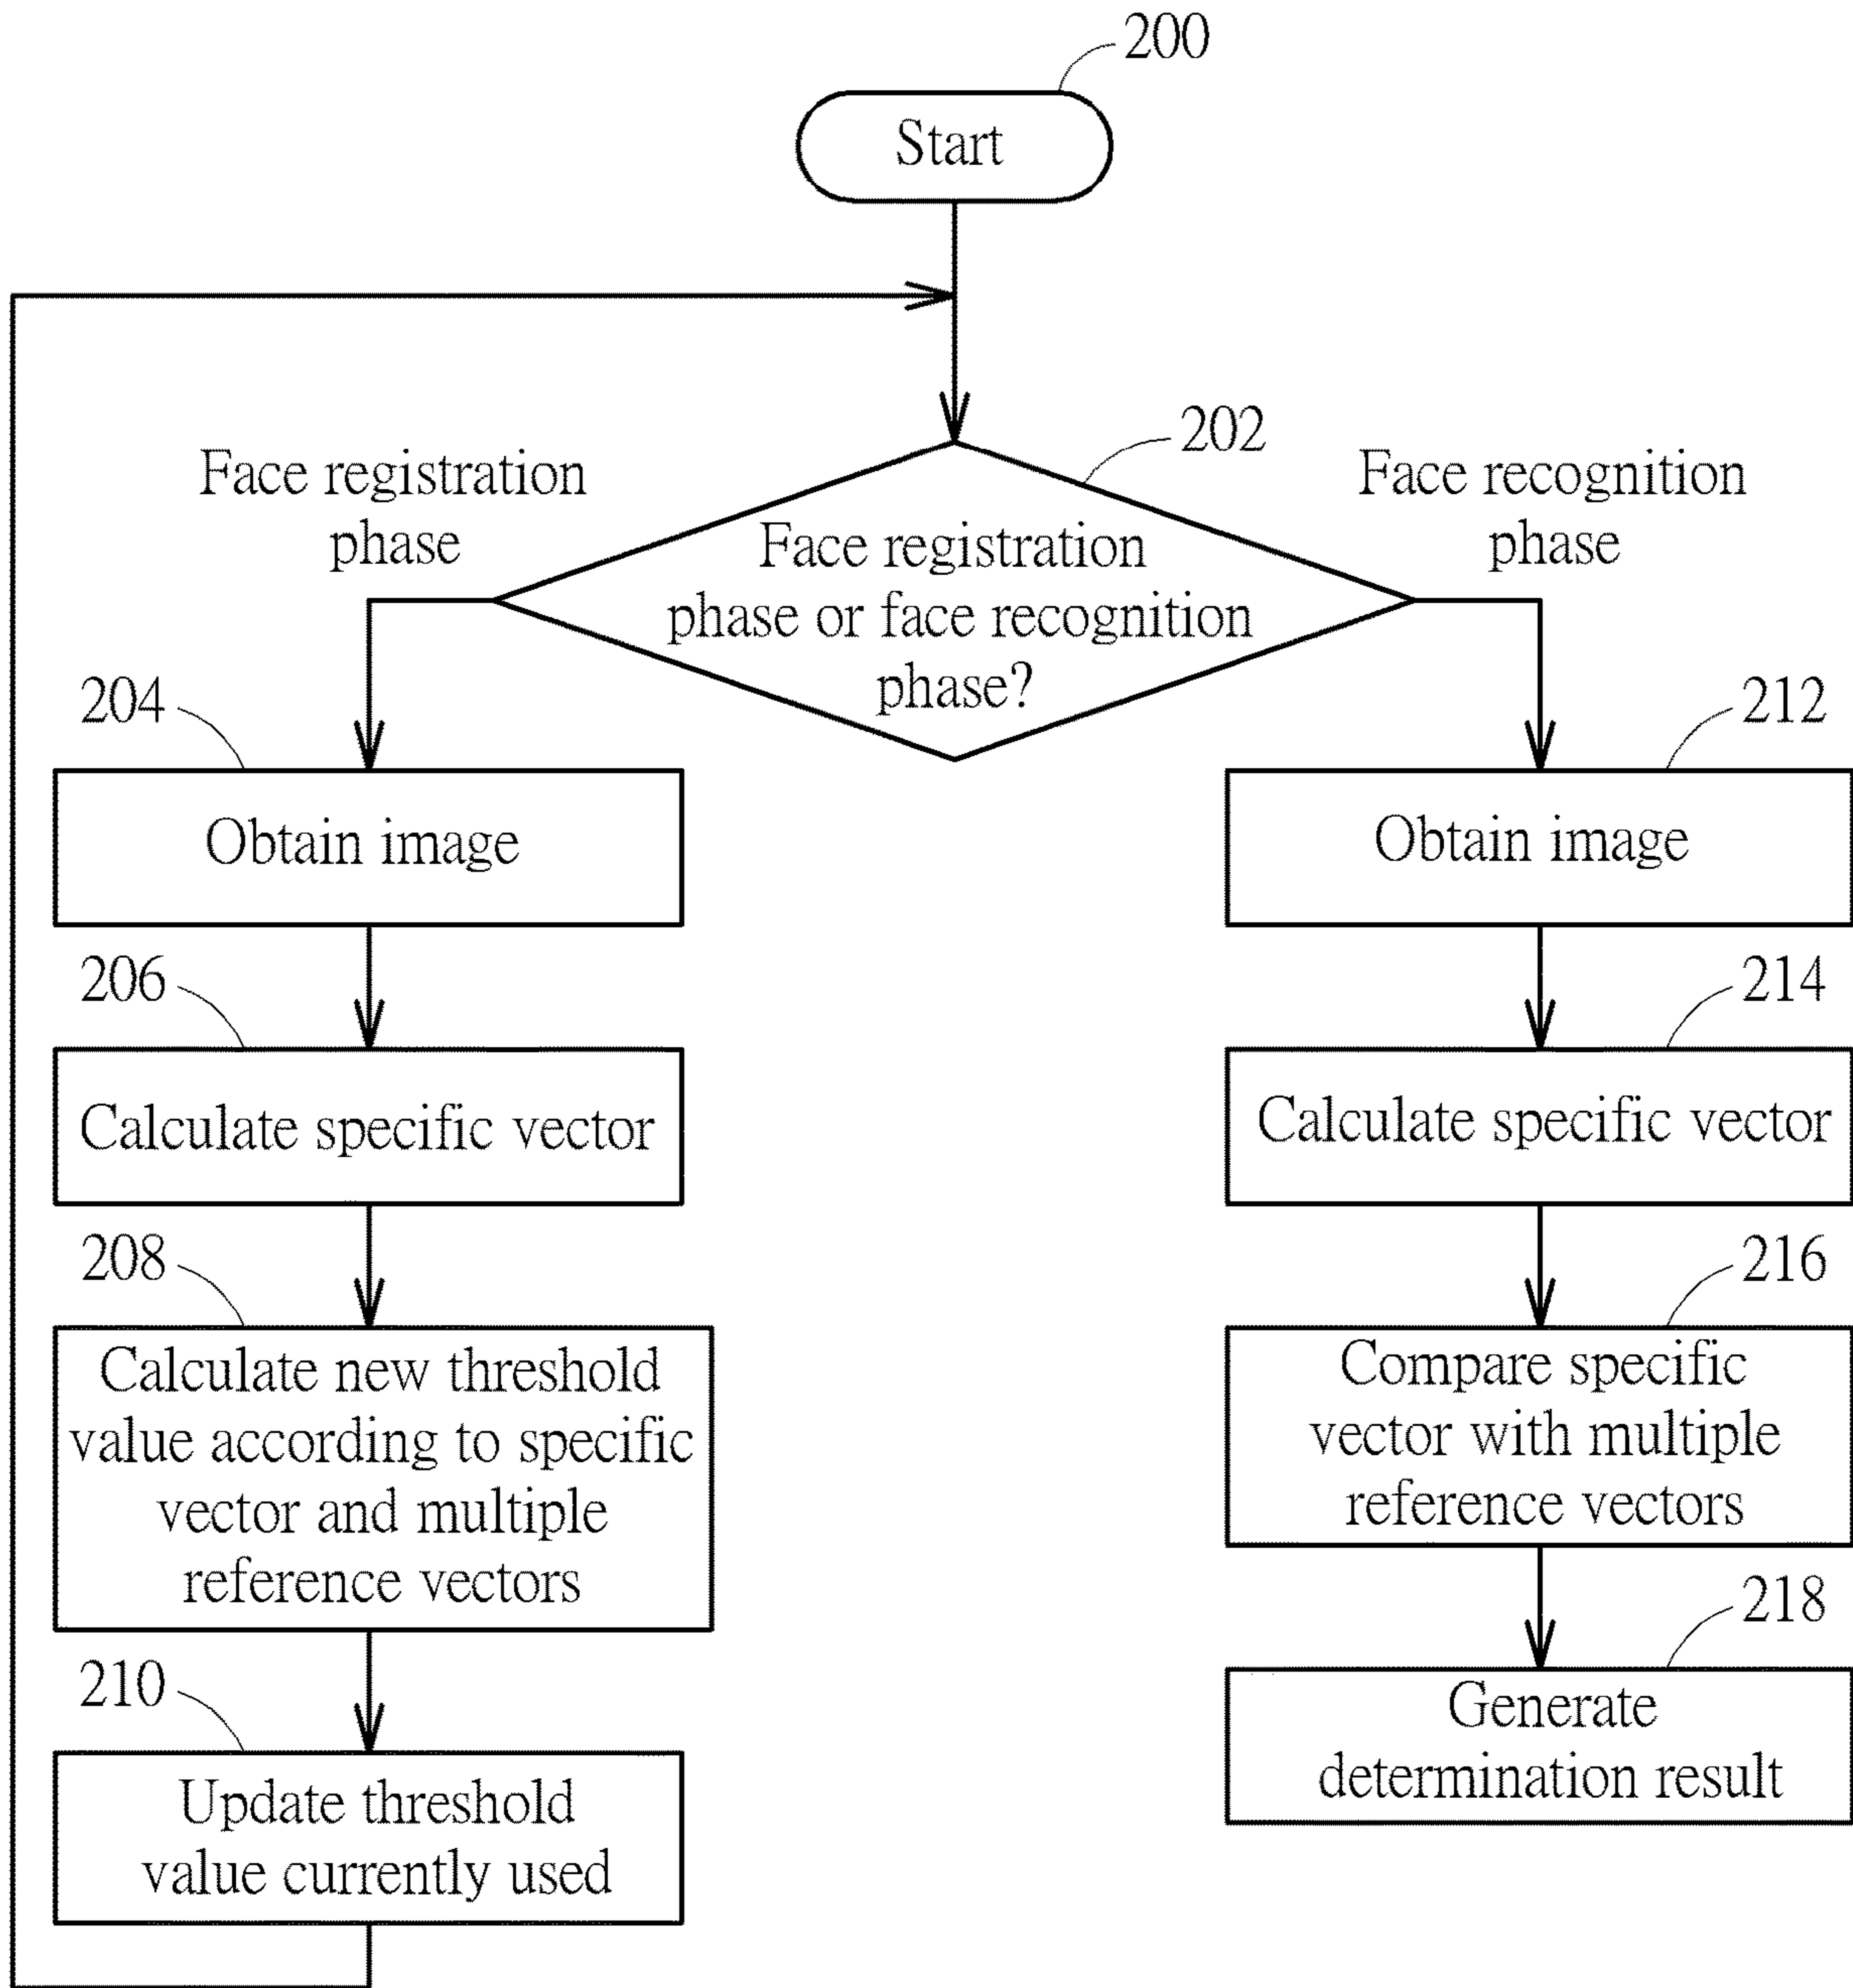 200
Start
202
Face registration
phase
Face recognition
phase
Face registration
phase or face recognition
phase?
204
Obtain image
206
Calculate specific vector
208
Calculate new threshold
value according to specific
vector and multiple
reference vectors
210
Update threshold
value currently used
212
Obtain image
214
Calculate specific vector
216
Compare specific
vector with multiple
reference vectors
218
Generate
determination result